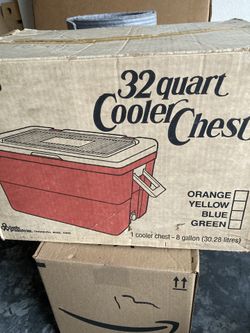 32 quart
Cooler Chest
ORANGE
YELLOW
BLUE
GREEN
1 cooler chest - 8 gallon (30.28 litres)